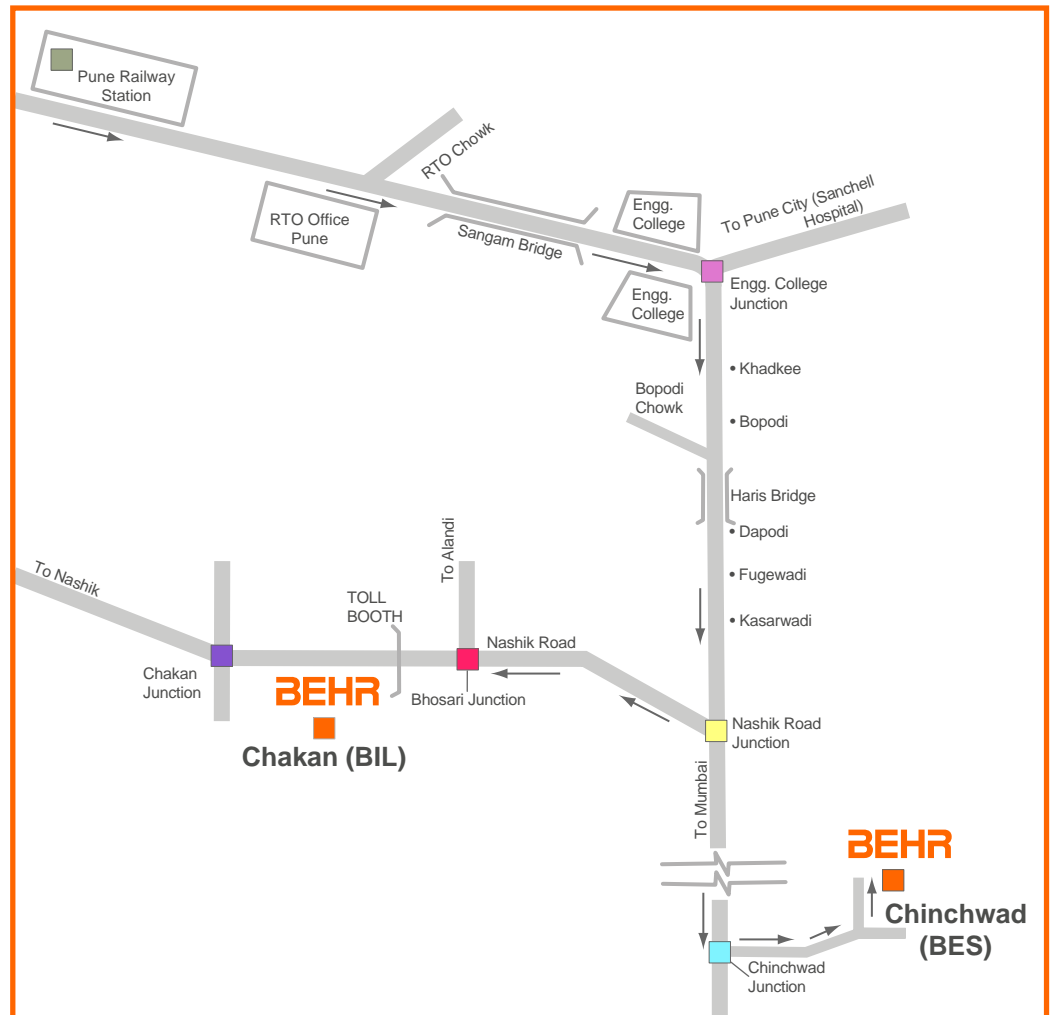 Pune Railway
Station
RTO Chowk
RTO Office
Pune
Sangam Bridge
Engg.
College
To Pune City (Sanchell
Hospital)
Engg.
College
Engg. College
Junction
• Khadkee
Bopodi
Chowk
• Bopodi
Haris Bridge
• Dapodi
To Alandi
To Nashik
• Fugewadi
TOLL
BOOTH
• Kasarwadi
Nashik Road
Chakan
Junction
BEHR
Bhosari Junction
Chakan (BIL)
Nashik Road
Junction
To Mumbai
BEHR
Chinchwad
(BES)
Chinchwad
Junction